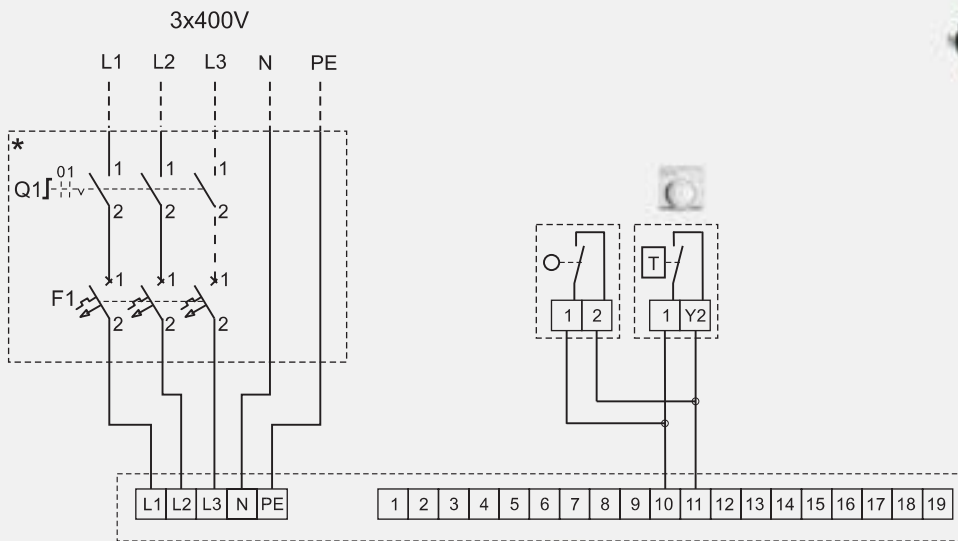 3x400V
L1 L2 L3 N PE
*
Q1 01 1 1 1
2 2 2
F1 1 1 1
2 2 2
T
1 2 1 Y2
L1 L2 L3 N PE 1 2 3 4 5 6 7 8 9 10 11 12 13 14 15 16 17 18 19